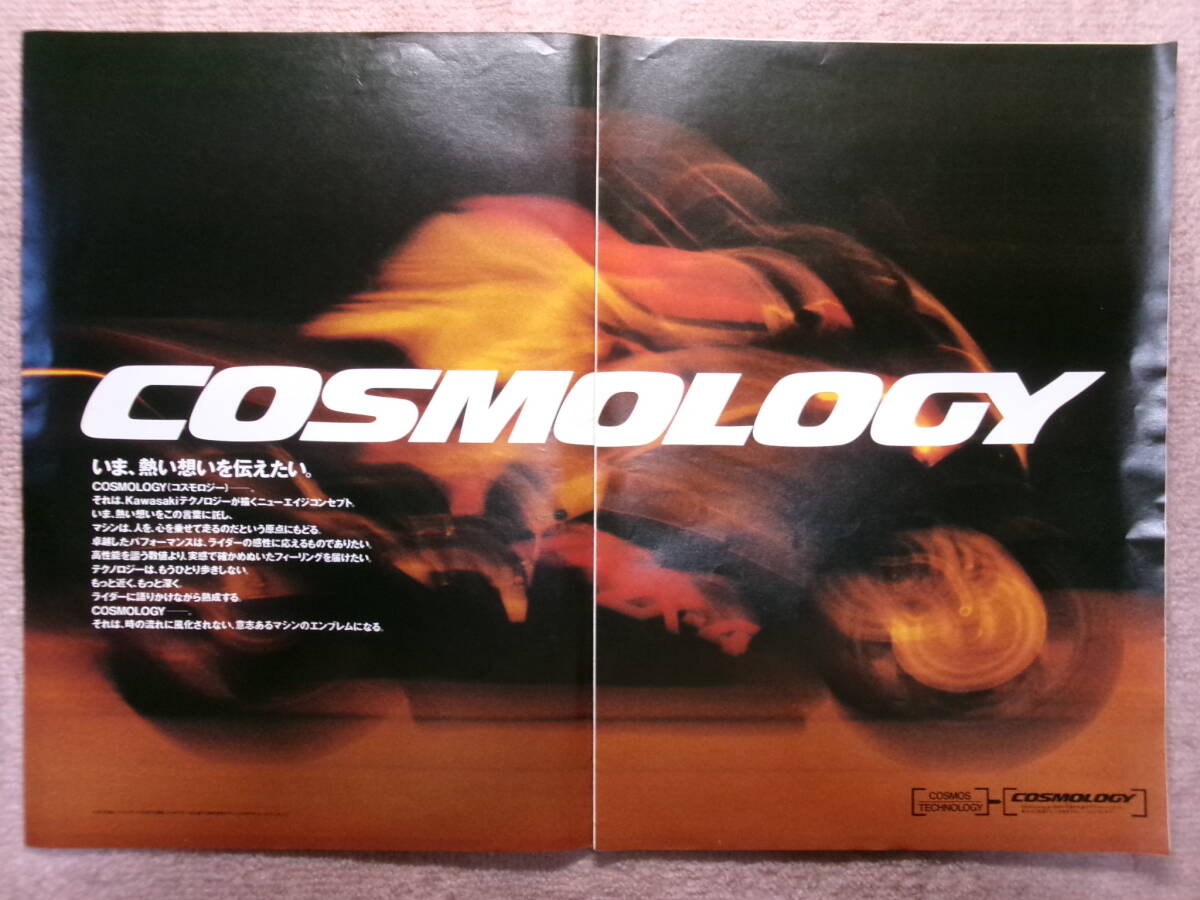 COSMOLOGY
いま、熱い想いを伝えたい。
COSMOLOGY(コスモロジー)──。
それは、Kawasakiテクノロジーが描くニューエイジコンセプト。
いま、熱い想いをこの言葉に託し、
マシンは、人を、心を乗せて走るのだという原点にもどる。
卓越したパフォーマンスは、ライダーの感性に応えるものでありたい。
高性能を謳う数値より、実感で確かめぬいたフィーリングを届けたい。
テクノロジーは、もうひとり歩きしない。
もっと近く、もっと深く。
ライダーに語りかけながら熟成する。
COSMOLOGY──。
それは、時の流れに風化されない、意志あるマシンのエンブレムになる。
COSMOS
TECHNOLOGY
COSMOLOGY